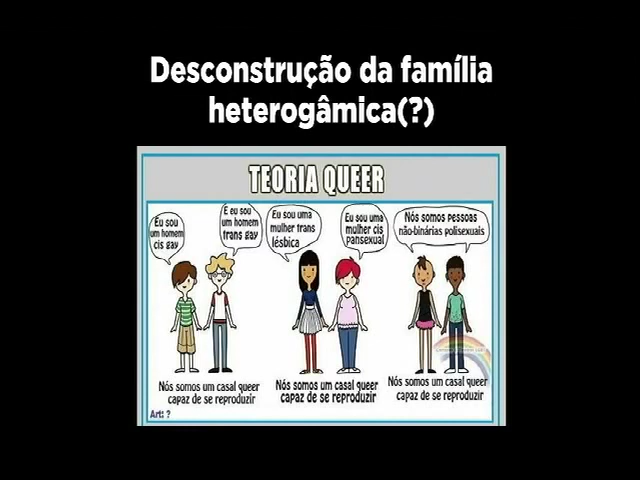 Desconstrução da família
heterogâmica(?)
TEORIA QUEER
Eu sou
um homem
cis gay
E eu sou
um homem
trans gay
Eu sou uma
mulher trans
lésbica
Eu sou uma
mulher cis
pansexual
Nós somos pessoas
não-binárias polisexuais
Nós somos um casal queer
capaz de se reproduzir
Nós somos um casal queer
capaz de se reproduzir
Nós somos um casal queer
capaz de se reproduzir
Art: ?